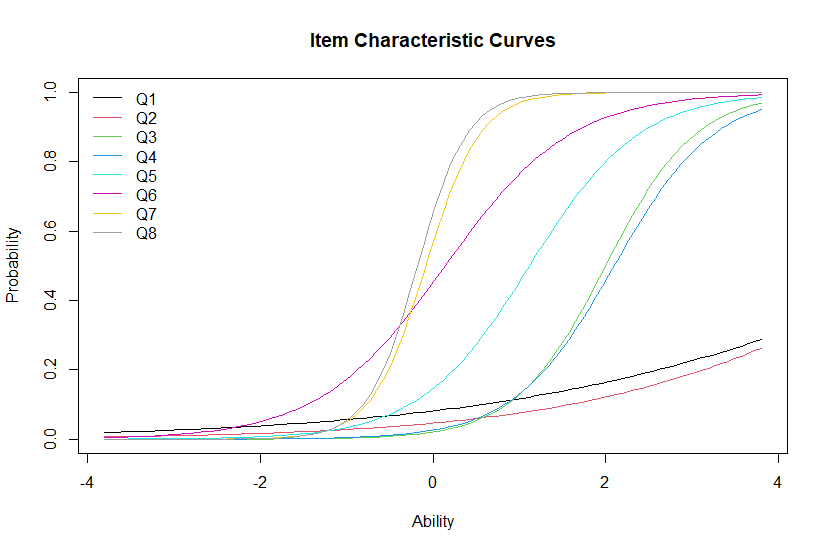 Item Characteristic Curves
Q1
Q2
Q3
Q4
Q5
Q6
Q7
Q8
1.0
0.8
0.6
0.4
0.2
0.0
Probability
-4
-2
0
2
4
Ability